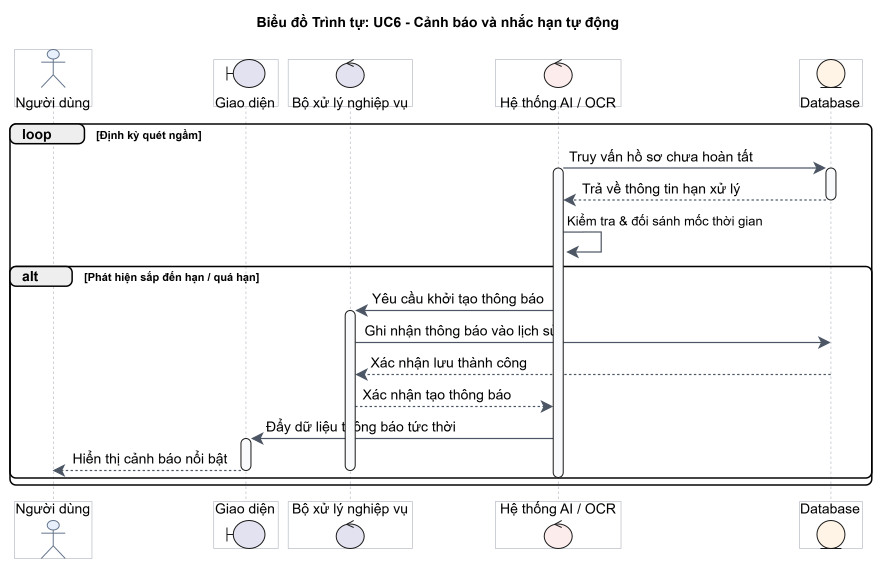 Biểu đồ Trình tự: UC6 - Cảnh báo và nhắc hạn tự động
Người dùng
Giao diện
Bộ xử lý nghiệp vụ
Hệ thống AI / OCR
Database
loop
[Định kỳ quét ngầm]
Truy vấn hồ sơ chưa hoàn tất
Trả về thông tin hạn xử lý
Kiểm tra & đối sánh mốc thời gian
alt
[Phát hiện sắp đến hạn / quá hạn]
Yêu cầu khởi tạo thông báo
Ghi nhận thông báo vào lịch sử
Xác nhận lưu thành công
Xác nhận tạo thông báo
Đẩy dữ liệu thông báo tức thời
Hiển thị cảnh báo nổi bật
Người dùng
Giao diện
Bộ xử lý nghiệp vụ
Hệ thống AI / OCR
Database